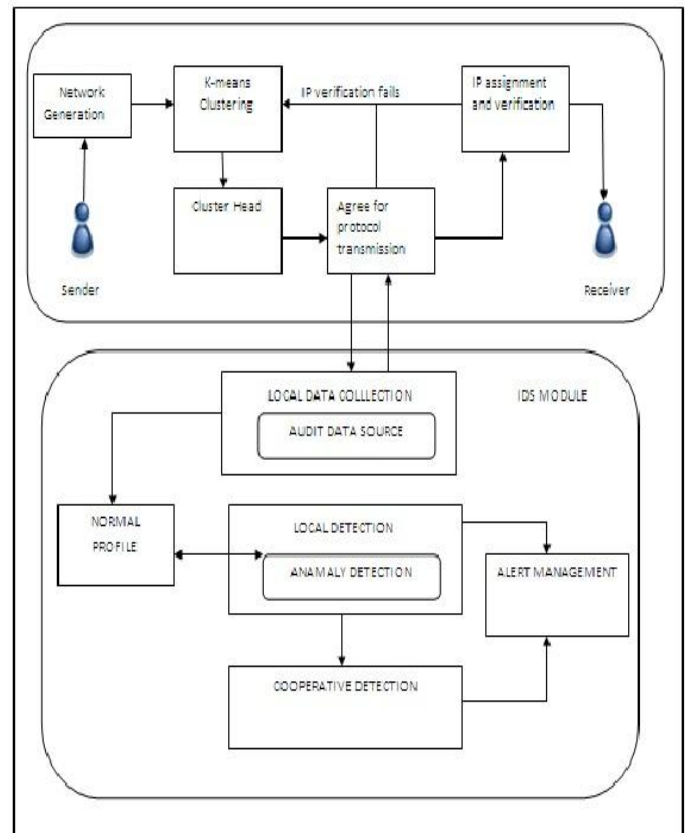 Network
Generation
K-means
Clustering
IP verification fails
IP assignment
and verification
Cluster Head
Agree for
protocol
transmission
Sender
Receiver
LOCAL DATA COLLLECTION
IDS MODULE
AUDIT DATA SOURCE
NORMAL
PROFILE
LOCAL DETECTION
ANAMALY DETECTION
ALERT MANAGEMENT
COOPERATIVE DETECTION